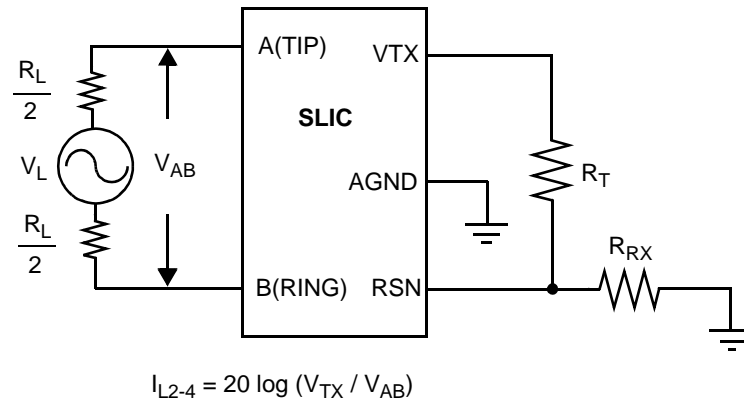 A(TIP)
VTX
R_L
2
SLIC
V_L
V_AB
R_T
AGND
R_L
2
R_RX
B(RING)
RSN
I_L2-4 = 20 log (V_TX / V_AB)